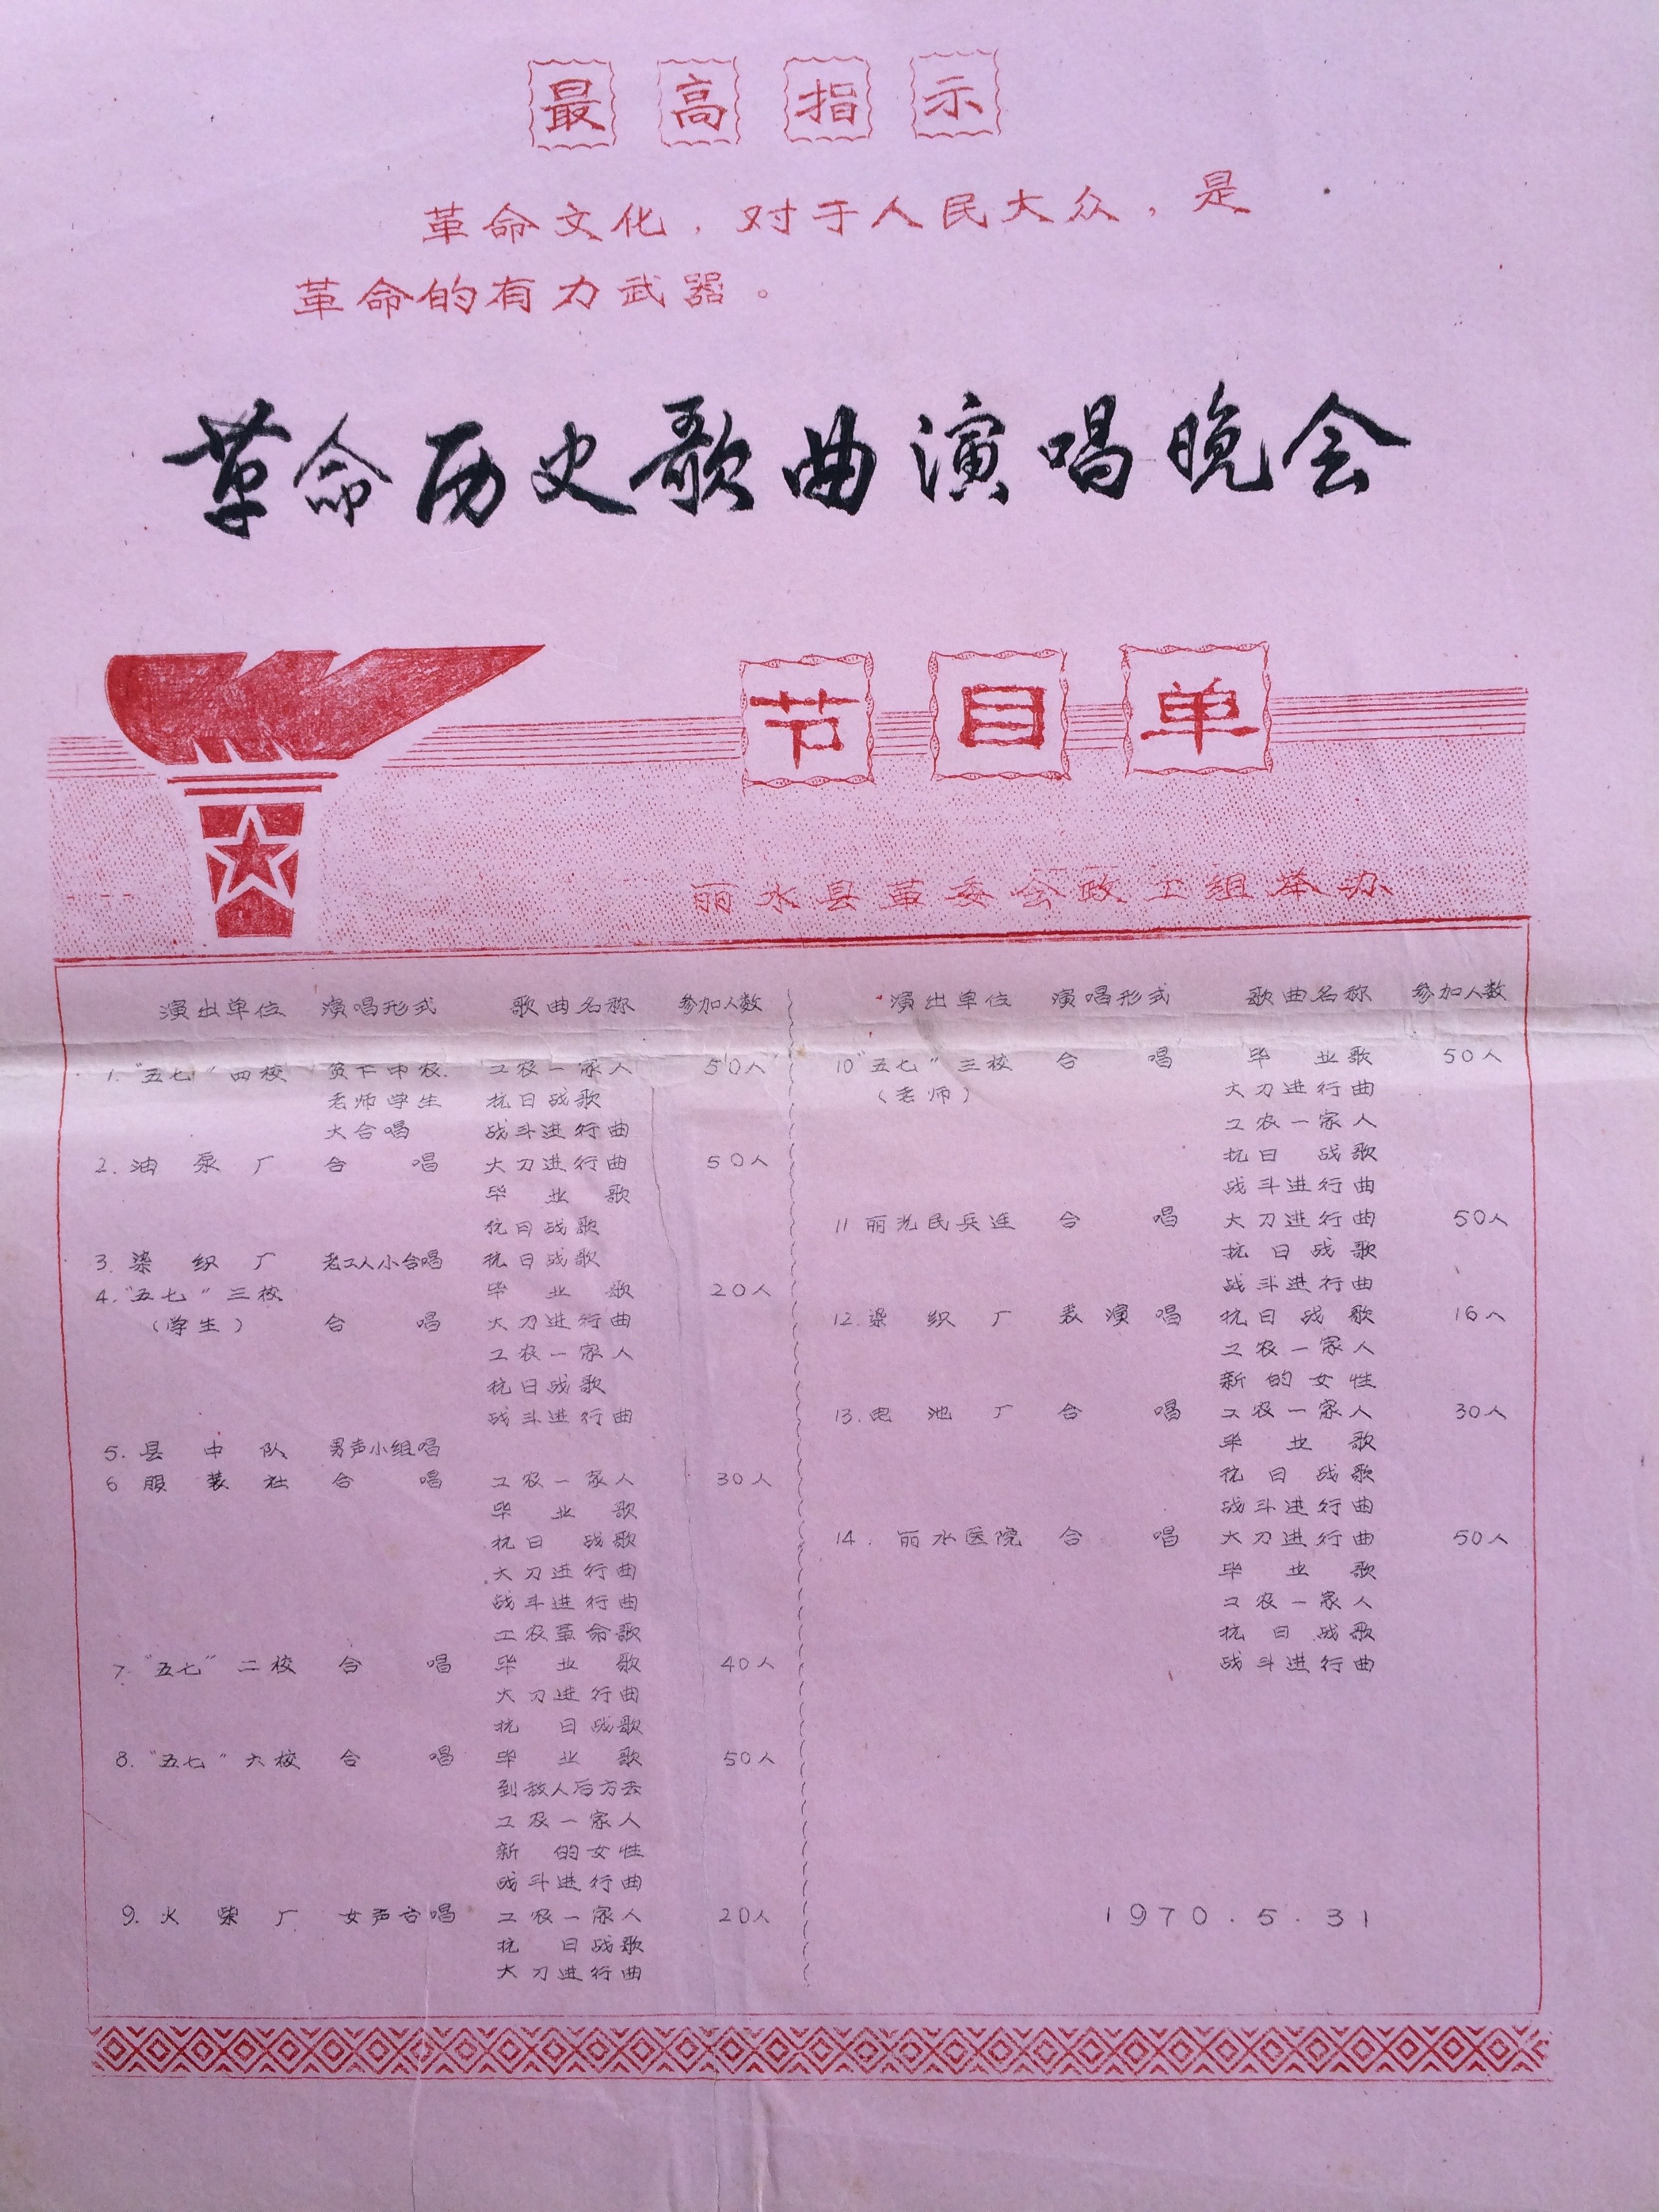 最高指示
革命文化，对于人民大众，是
革命的有力武器。
革命历史歌曲演唱晚会
节目单
丽水县革委会政工组举办
演出单位 演唱形式 歌曲名称 参加人数
1. "五七"四校 贫下中农 工农一家人 50人
老师学生 抗日战歌
大合唱 战斗进行曲
2. 油泵厂 合唱 大刀进行曲 50人
毕业歌
抗日战歌
3. 染织厂 老工人小合唱 抗日战歌
4. "五七"三校 毕业歌 20人
(学生) 合唱 大刀进行曲
工农一家人
抗日战歌
战斗进行曲
5. 县中队 男声小组唱
6 服装社 合唱 工农一家人 30人
毕业歌
抗日战歌
大刀进行曲
战斗进行曲
工农革命歌
7. "五七"二校 合唱 毕业歌 40人
大刀进行曲
抗日战歌
8. "五七"六校 合唱 毕业歌 50人
到敌人后方去
工农一家人
新的女性
战斗进行曲
9. 火柴厂 女声合唱 工农一家人 20人
抗日战歌
大刀进行曲
演出单位 演唱形式 歌曲名称 参加人数
10 "五七"三校 合唱 毕业歌 50人
(老师) 大刀进行曲
工农一家人
抗日战歌
战斗进行曲
11 丽光民兵连 合唱 大刀进行曲 50人
抗日战歌
战斗进行曲
12. 染织厂 表演唱 抗日战歌 16人
工农一家人
新的女性
13. 电池厂 合唱 工农一家人 30人
毕业歌
抗日战歌
战斗进行曲
14. 丽水医院 合唱 大刀进行曲 50人
毕业歌
工农一家人
抗日战歌
战斗进行曲
1970.5.31